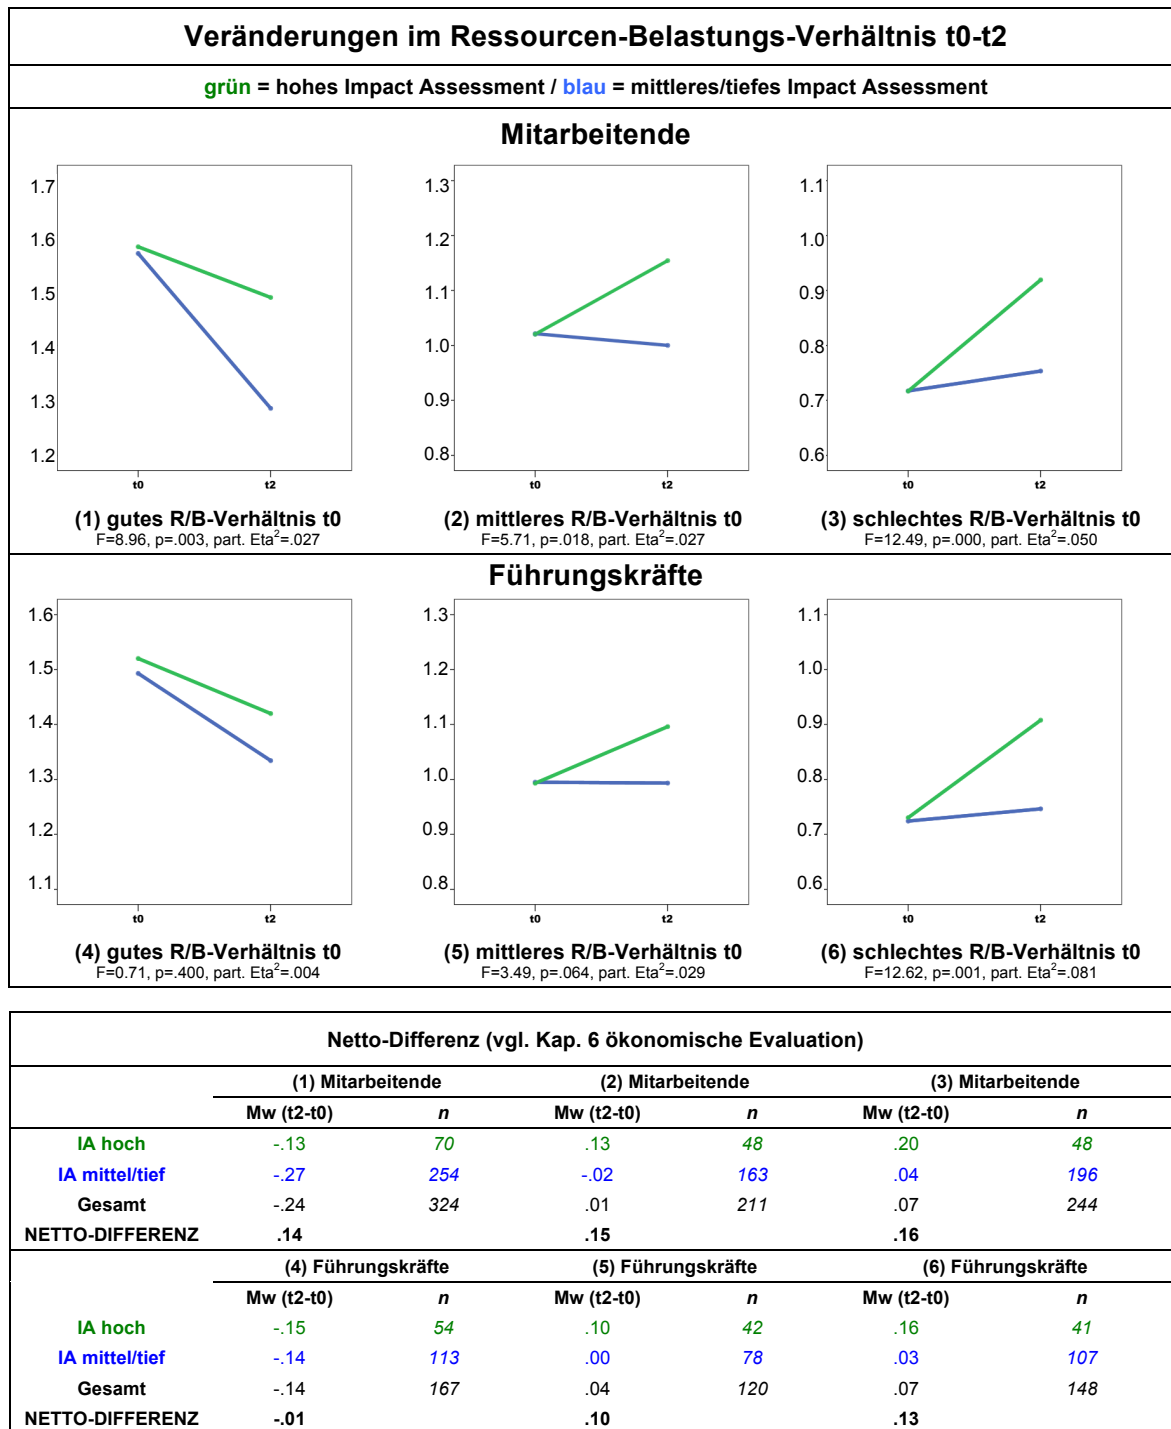 Veränderungen im Ressourcen-Belastungs-Verhältnis t0-t2
grün = hohes Impact Assessment / blau = mittleres/tiefes Impact Assessment
Mitarbeitende
1.7
1.6
1.5
1.4
1.3
1.2
t0 t2
(1) gutes R/B-Verhältnis t0
F=8.96, p=.003, part. Eta²=.027
1.3
1.2
1.1
1.0
0.9
0.8
t0 t2
(2) mittleres R/B-Verhältnis t0
F=5.71, p=.018, part. Eta²=.027
1.1
1.0
0.9
0.8
0.7
0.6
t0 t2
(3) schlechtes R/B-Verhältnis t0
F=12.49, p=.000, part. Eta²=.050
Führungskräfte
1.6
1.5
1.4
1.3
1.2
1.1
t0 t2
(4) gutes R/B-Verhältnis t0
F=0.71, p=.400, part. Eta²=.004
1.3
1.2
1.1
1.0
0.9
0.8
t0 t2
(5) mittleres R/B-Verhältnis t0
F=3.49, p=.064, part. Eta²=.029
1.1
1.0
0.9
0.8
0.7
0.6
t0 t2
(6) schlechtes R/B-Verhältnis t0
F=12.62, p=.001, part. Eta²=.081
Netto-Differenz (vgl. Kap. 6 ökonomische Evaluation)
(1) Mitarbeitende (2) Mitarbeitende (3) Mitarbeitende
Mw (t2-t0) n Mw (t2-t0) n Mw (t2-t0) n
IA hoch -.13 70 .13 48 .20 48
IA mittel/tief -.27 254 -.02 163 .04 196
Gesamt -.24 324 .01 211 .07 244
NETTO-DIFFERENZ .14 .15 .16
(4) Führungskräfte (5) Führungskräfte (6) Führungskräfte
Mw (t2-t0) n Mw (t2-t0) n Mw (t2-t0) n
IA hoch -.15 54 .10 42 .16 41
IA mittel/tief -.14 113 .00 78 .03 107
Gesamt -.14 167 .04 120 .07 148
NETTO-DIFFERENZ -.01 .10 .13